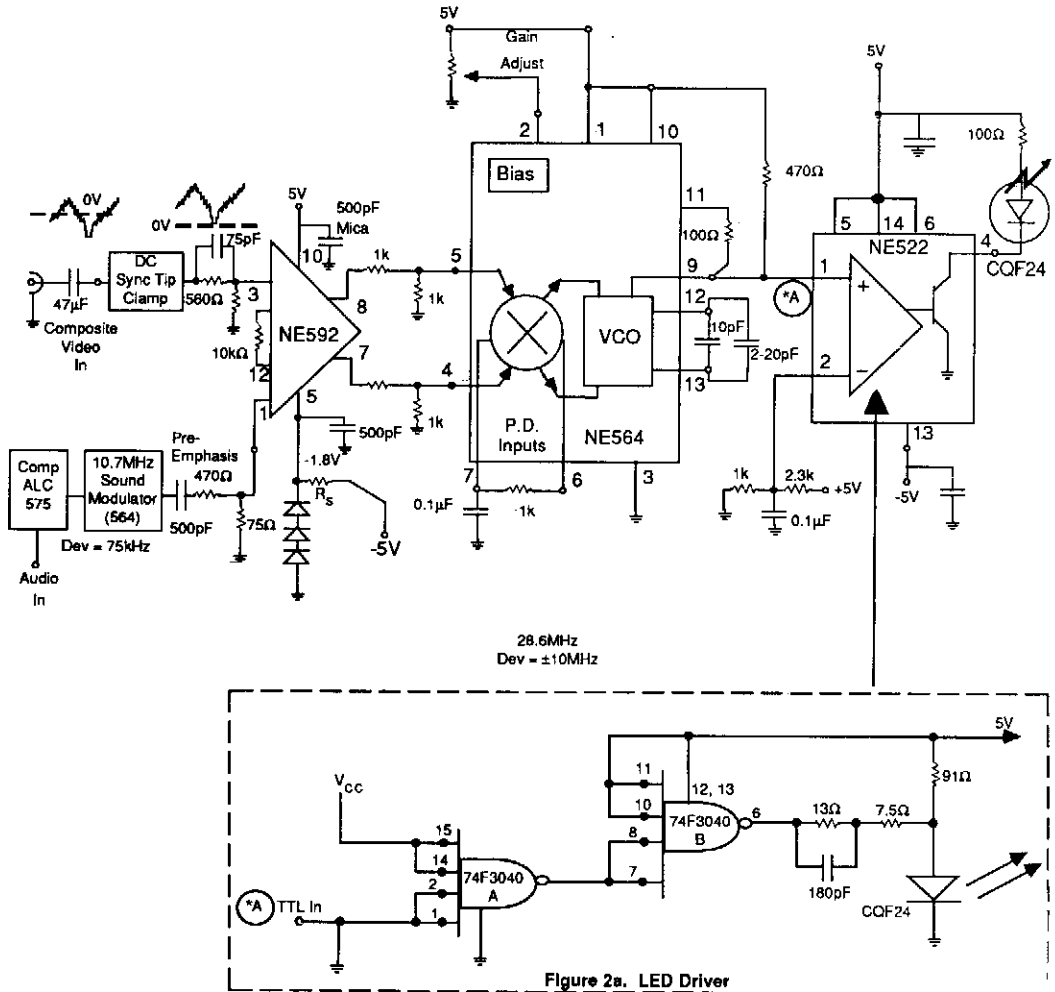 5V
Gain
Adjust
2
1
10
Bias
11
100Ω
470Ω
9
12
10pF
2-20pF
13
VCO
P.D.
Inputs
NE564
7
6
3
0.1μF
1k
0V
0V
75pF
47μF
DC
Sync Tip
Clamp
560Ω
Composite
Video
In
5V
500pF
Mica
10
3
8
NE592
10kΩ
12
7
1
5
1k
5
1k
4
1k
500pF
-1.8V
RS
-5V
Comp
ALC
575
10.7MHz
Sound
Modulator
(564)
Pre-
Emphasis
470Ω
500pF
75Ω
Dev = 75kHz
Audio
In
5V
100Ω
5
14
6
NE522
4
CQF24
1
*A
+
2
−
13
1k
2.3k
+5V
0.1μF
-5V
28.6MHz
Dev = ±10MHz
5V
91Ω
11
12, 13
10
74F3040
B
8
7
6
13Ω
7.5Ω
180pF
CQF24
VCC
15
14
74F3040
A
2
1
*A
TTL In
Figure 2a. LED Driver